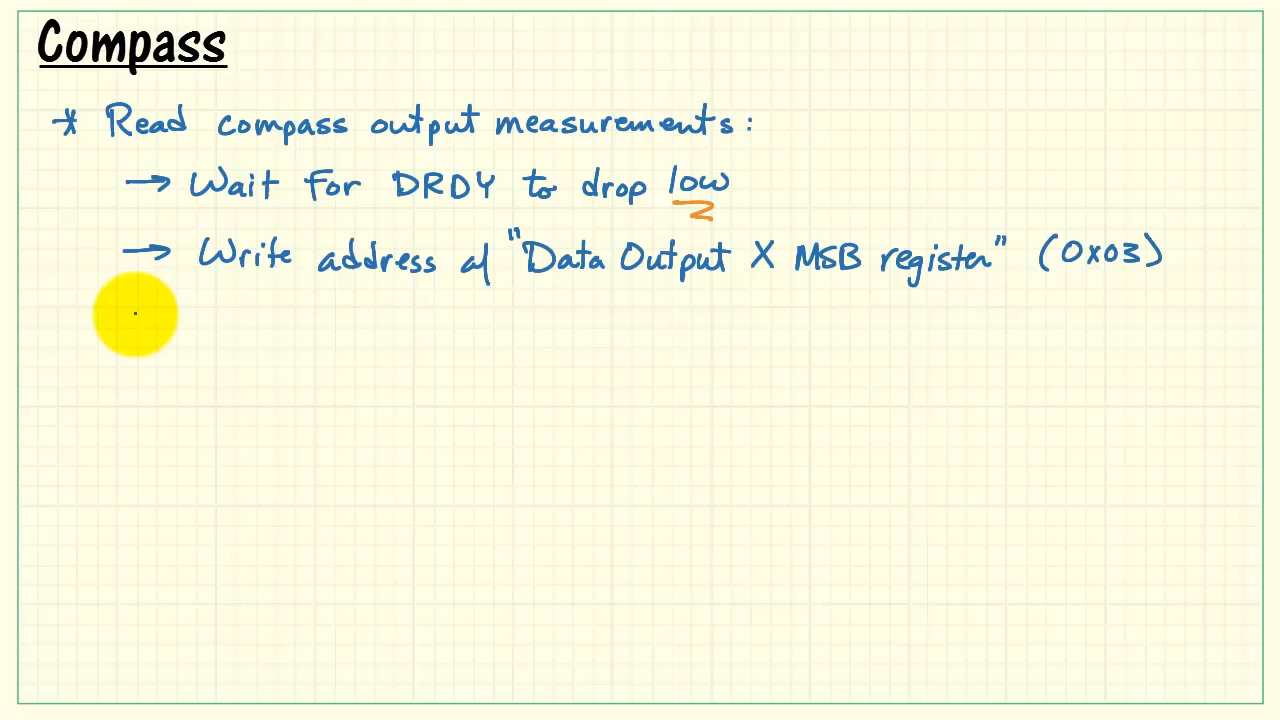 Compass
* Read compass output measurements:
→ Wait for DRDY to drop low
→ Write address of "Data Output X MSB register" (0x03)